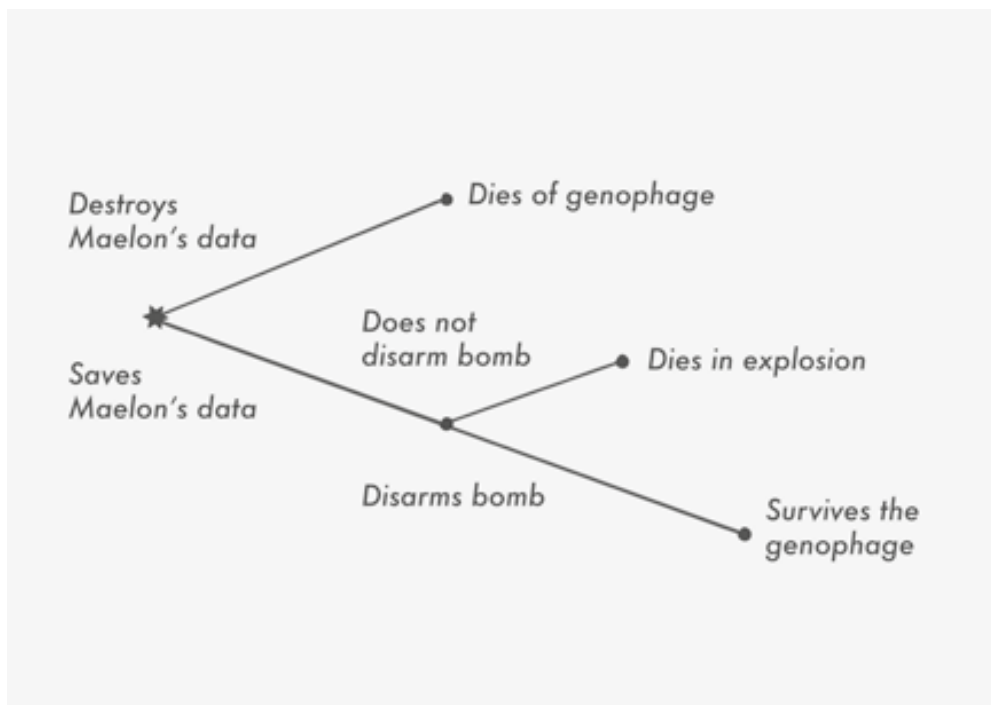 Destroys
Maelon's data
Dies of genophage
Does not
disarm bomb
Dies in explosion
Saves
Maelon's data
Disarms bomb
Survives the
genophage